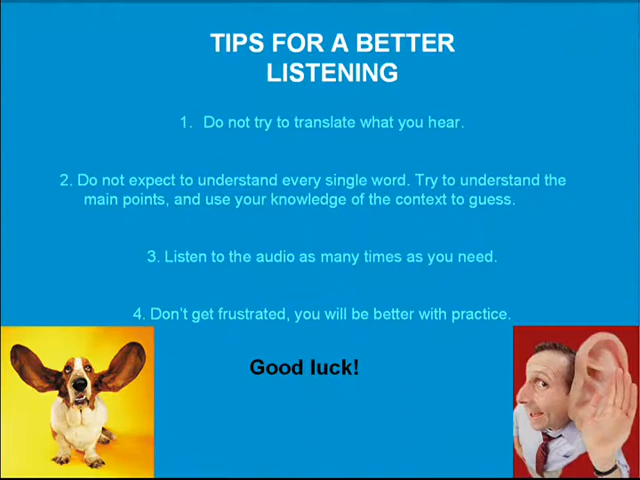 TIPS FOR A BETTER
LISTENING
1. Do not try to translate what you hear.
2. Do not expect to understand every single word. Try to understand the
main points, and use your knowledge of the context to guess.
3. Listen to the audio as many times as you need.
4. Don't get frustrated, you will be better with practice.
Good luck!